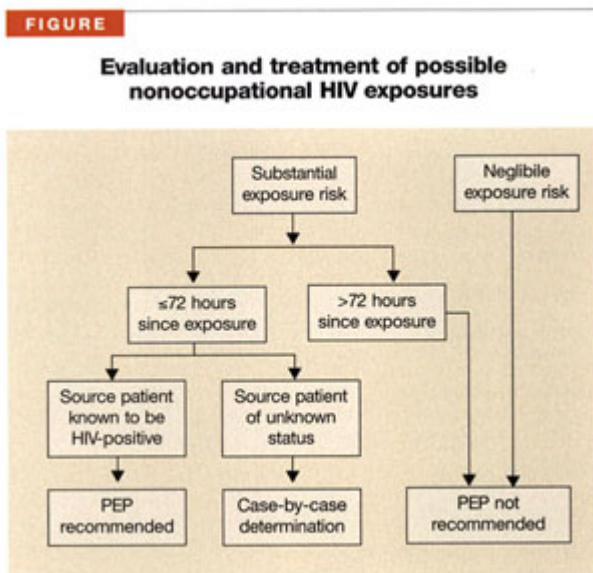 FIGURE
Evaluation and treatment of possible
nonoccupational HIV exposures
Substantial
exposure risk
Neglibile
exposure risk
≤72 hours
since exposure
>72 hours
since exposure
Source patient
known to be
HIV-positive
Source patient
of unknown
status
PEP
recommended
Case-by-case
determination
PEP not
recommended